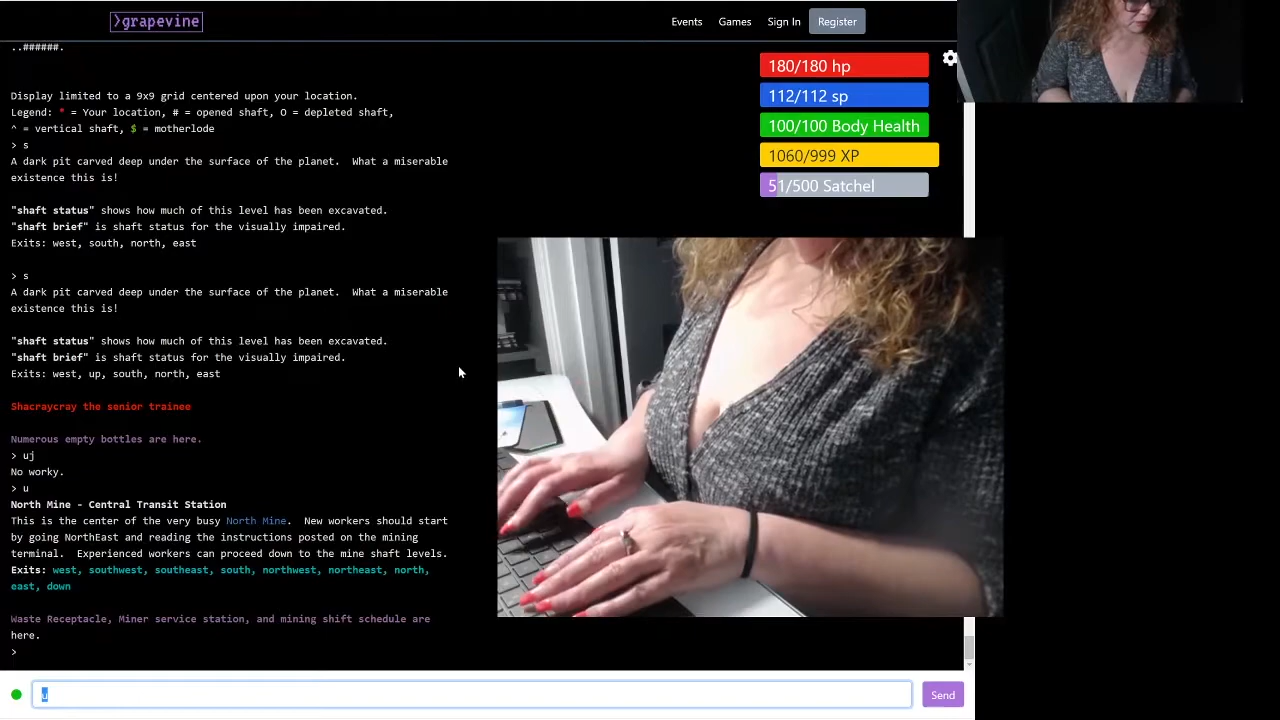 >grapevine
Events Games Sign In Register
..######.
Display limited to a 9x9 grid centered upon your location.
Legend: * = Your location, # = opened shaft, O = depleted shaft,
^ = vertical shaft, $ = motherlode
> s
A dark pit carved deep under the surface of the planet.  What a miserable
existence this is!
"shaft status" shows how much of this level has been excavated.
"shaft brief" is shaft status for the visually impaired.
Exits: west, south, north, east
> s
A dark pit carved deep under the surface of the planet.  What a miserable
existence this is!
"shaft status" shows how much of this level has been excavated.
"shaft brief" is shaft status for the visually impaired.
Exits: west, up, south, north, east
Shacraycray the senior trainee
Numerous empty bottles are here.
> uj
No worky.
> u
North Mine - Central Transit Station
This is the center of the very busy North Mine.  New workers should start
by going NorthEast and reading the instructions posted on the mining
terminal.  Experienced workers can proceed down to the mine shaft levels.
Exits: west, southwest, southeast, south, northwest, northeast, north,
east, down
Waste Receptacle, Miner service station, and mining shift schedule are
here.
>
180/180 hp
112/112 sp
100/100 Body Health
1060/999 XP
51/500 Satchel
u
Send